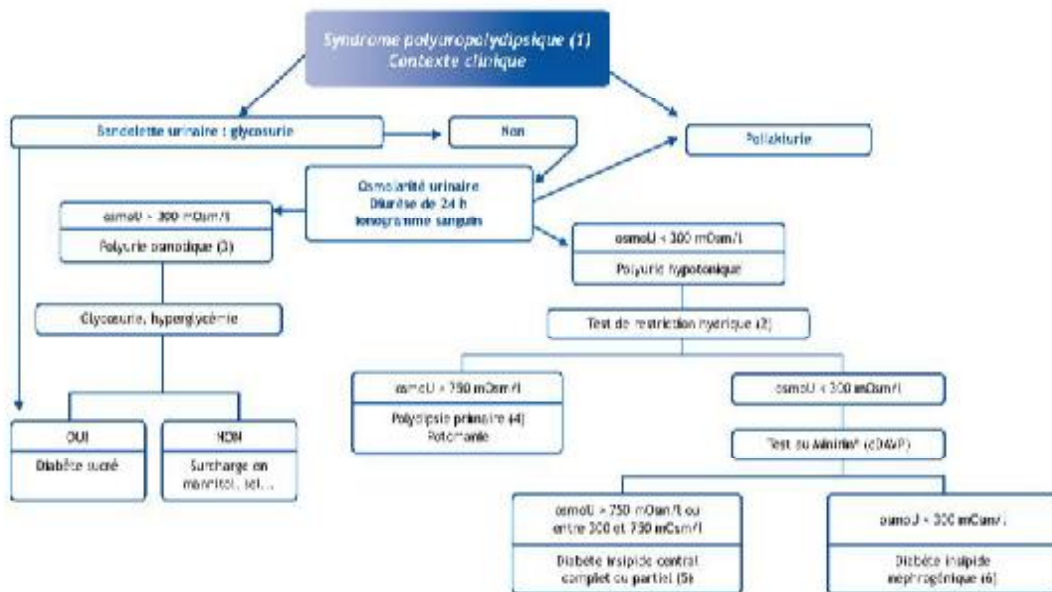 Syndrome polyuropolydipsique (1)
Contexte clinique
Bandelette urinaire : glycosurie
Non
Pollakiurie
Osmolarité urinaire
Diurèse de 24 h
Ionogramme sanguin
osmoU > 300 mOsm/l
Polyurie osmotique (3)
osmoU < 300 mOsm/l
Polyurie hypotonique
Glycosurie, hyperglycémie
Test de restriction hydrique (2)
OUI
Diabète sucré
NON
Surcharge en
mannitol, sel...
osmoU > 750 mOsm/l
Polydipsie primaire (4)
Potomanie
osmoU < 300 mOsm/l
Test au Minirin® (dDAVP)
osmoU > 750 mOsm/l ou
entre 300 et 750 mOsm/l
Diabète insipide central
complet ou partiel (5)
osmoU < 300 mOsm/l
Diabète insipide
néphrogénique (6)